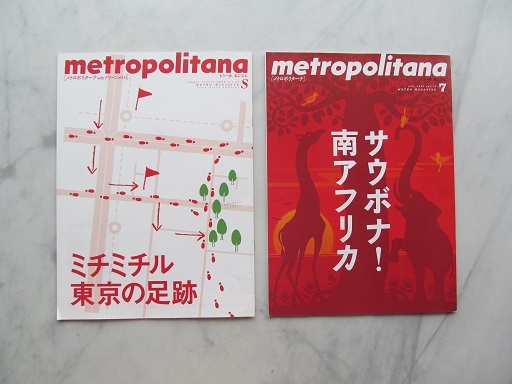 metropolitana
[メトロポリターナ
8
ミチミチル
東京の足跡
metropolitana
[メトロポリターナ]
METRO MAGAZINE
7
サウボナ!
南アフリカ